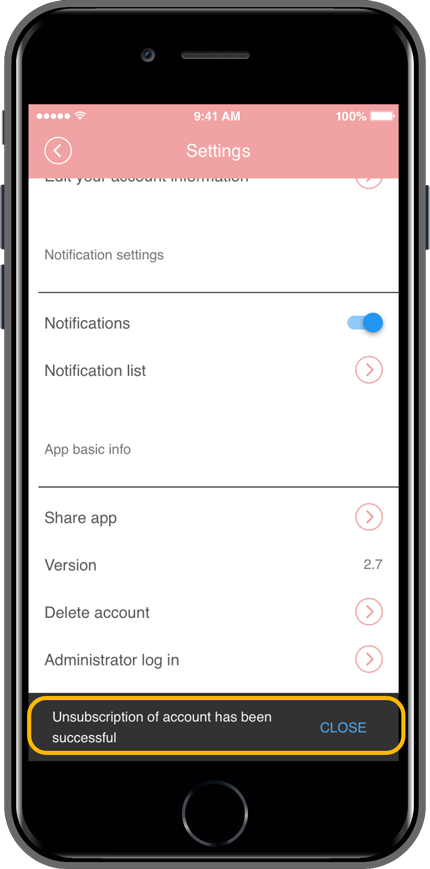 9:41 AM 100%
Settings
Edit your account information
Notification settings
Notifications
Notification list
App basic info
Share app
Version 2.7
Delete account
Administrator log in
Unsubscription of account has been
successful
CLOSE